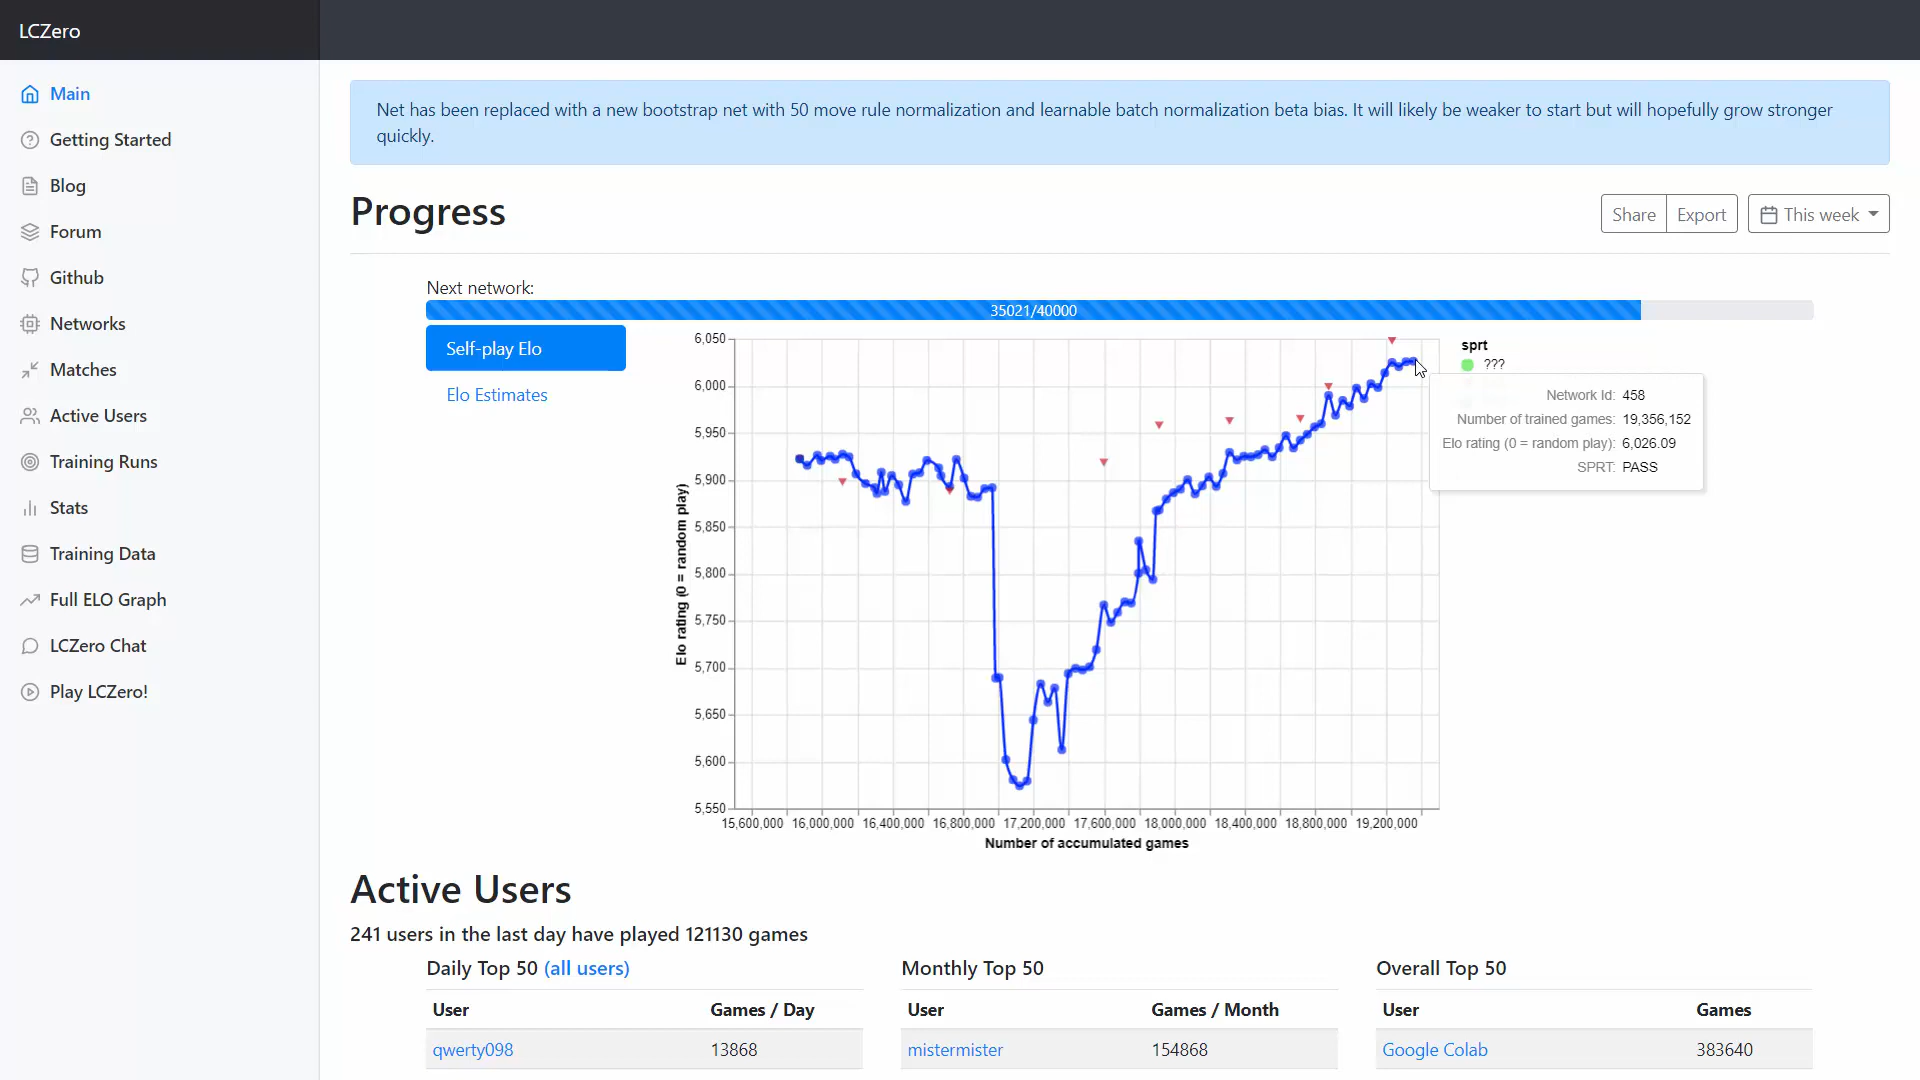 LCZero
Main
Getting Started
Blog
Forum
Github
Networks
Matches
Active Users
Training Runs
Stats
Training Data
Full ELO Graph
LCZero Chat
Play LCZero!
Net has been replaced with a new bootstrap net with 50 move rule normalization and learnable batch normalization beta bias. It will likely be weaker to start but will hopefully grow stronger
quickly.
Progress
Share
Export
This week
Next network:
35021/40000
Self-play Elo
Elo Estimates
6,050
6,000
5,950
5,900
5,850
5,800
5,750
5,700
5,650
5,600
5,550
Elo rating (0 = random play)
15,600,000 16,000,000 16,400,000 16,800,000 17,200,000 17,600,000 18,000,000 18,400,000 18,800,000 19,200,000
Number of accumulated games
sprt
???
Network Id: 458
Number of trained games: 19,356,152
Elo rating (0 = random play): 6,026.09
SPRT: PASS
Active Users
241 users in the last day have played 121130 games
Daily Top 50 (all users)
User Games / Day
qwerty098 13868
Monthly Top 50
User Games / Month
mistermister 154868
Overall Top 50
User Games
Google Colab 383640